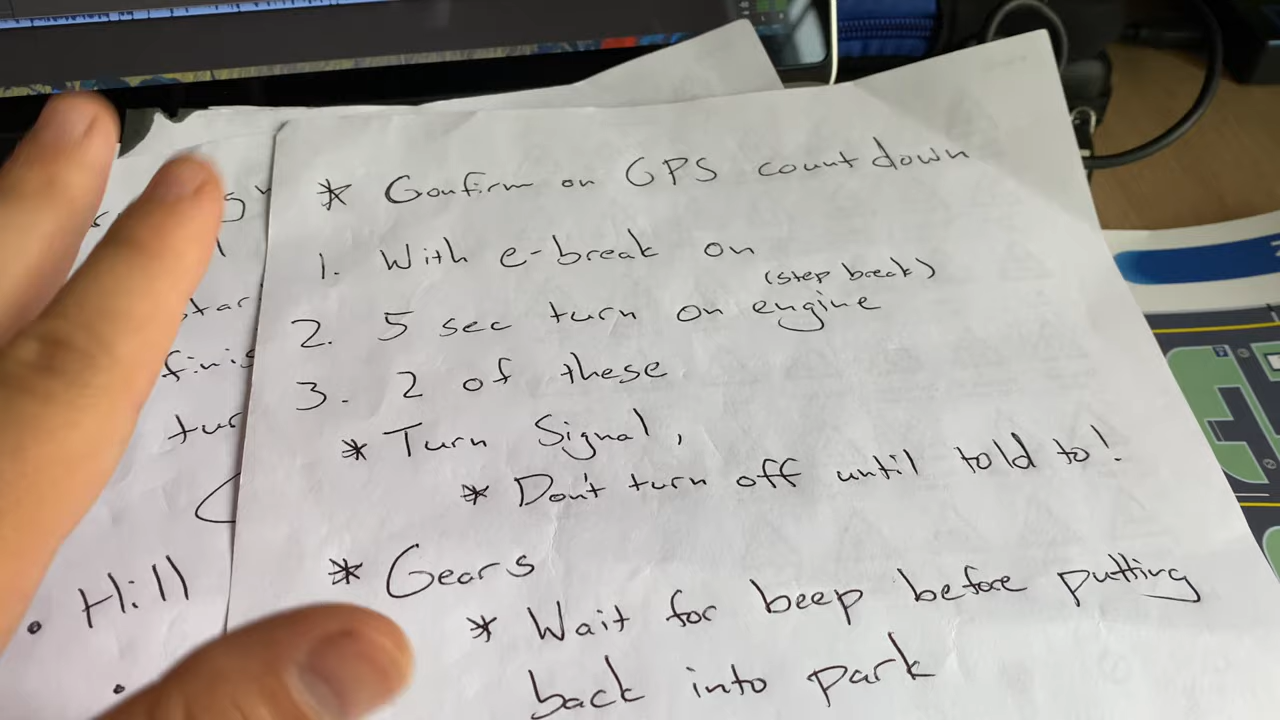 * Confirm on GPS countdown
1. With e-break on
(step break)
2. 5 sec turn on engine
3. 2 of these
* Turn Signal,
* Don't turn off until told to!
* Gears
* Wait for beep before putting
back into park
• Hill